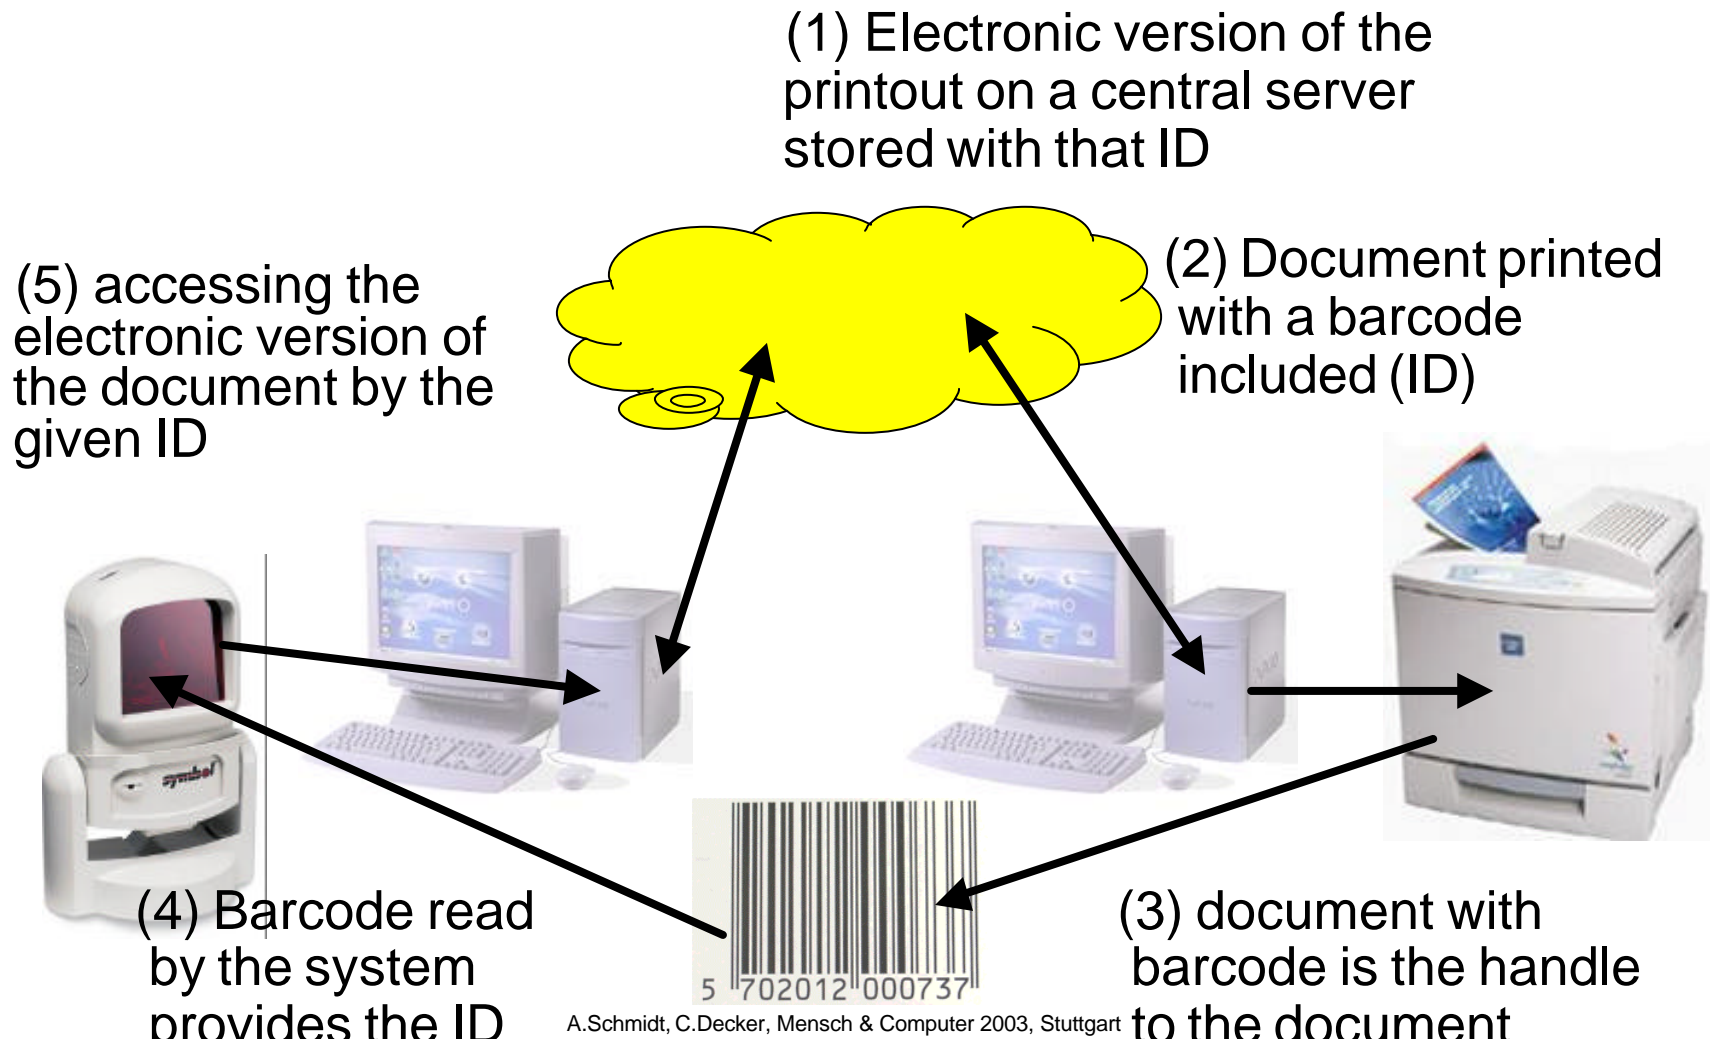 (1) Electronic version of the
printout on a central server
stored with that ID
(2) Document printed
with a barcode
included (ID)
(5) accessing the
electronic version of
the document by the
given ID
symbol
(4) Barcode read
by the system
provides the ID
5 702012 000737
(3) document with
barcode is the handle
to the document
A.Schmidt, C.Decker, Mensch & Computer 2003, Stuttgart